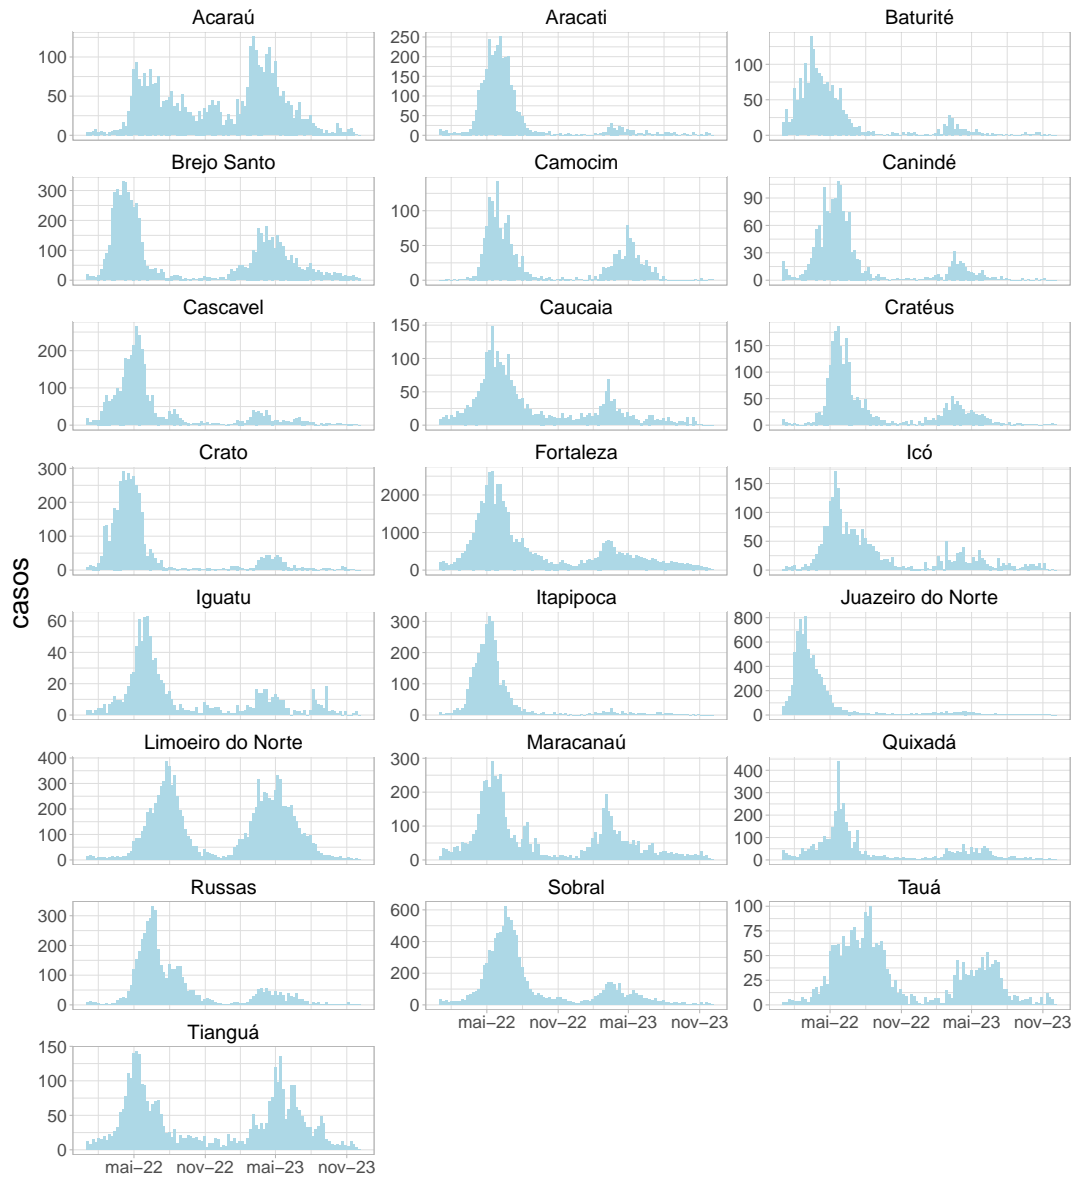 Acaraú Aracati Baturité
0 50 100
0 50 100 150 200 250
0 50 100
Brejo Santo Camocim Canindé
0 100 200 300
0 50 100
0 30 60 90
Cascavel Caucaia Cratéus
0 100 200
0 50 100 150
0 50 100 150
Crato Fortaleza Icó
0 100 200 300
0 1000 2000
0 50 100 150
casos
Iguatu Itapipoca Juazeiro do Norte
0 20 40 60
0 100 200 300
0 200 400 600 800
Limoeiro do Norte Maracanaú Quixadá
0 100 200 300 400
0 100 200 300
0 100 200 300 400
Russas Sobral Tauá
0 100 200 300
0 200 400 600
0 25 50 75 100
mai–22 nov–22 mai–23 nov–23 mai–22 nov–22 mai–23 nov–23
Tianguá
0 50 100 150
mai–22 nov–22 mai–23 nov–23